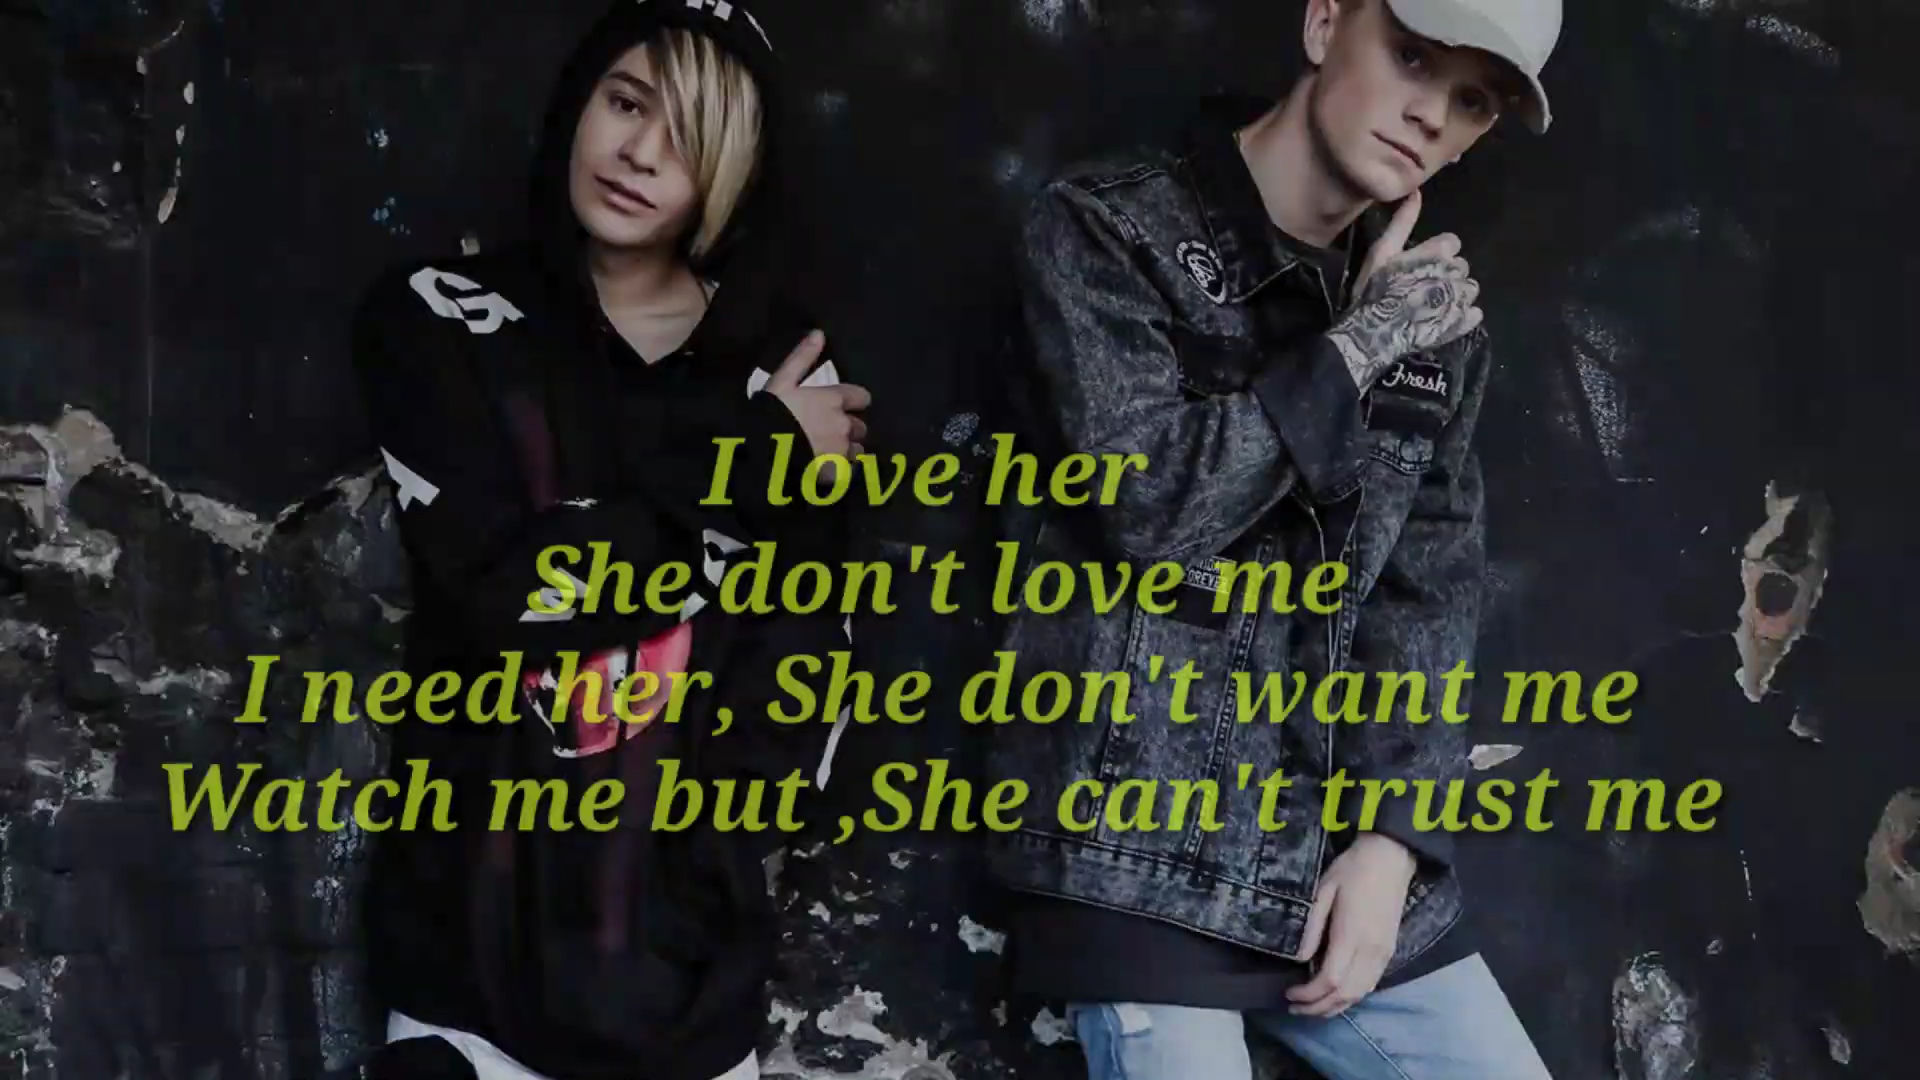 I love her
She don't love me
I need her, She don't want me
Watch me but ,She can't trust me
Fresh